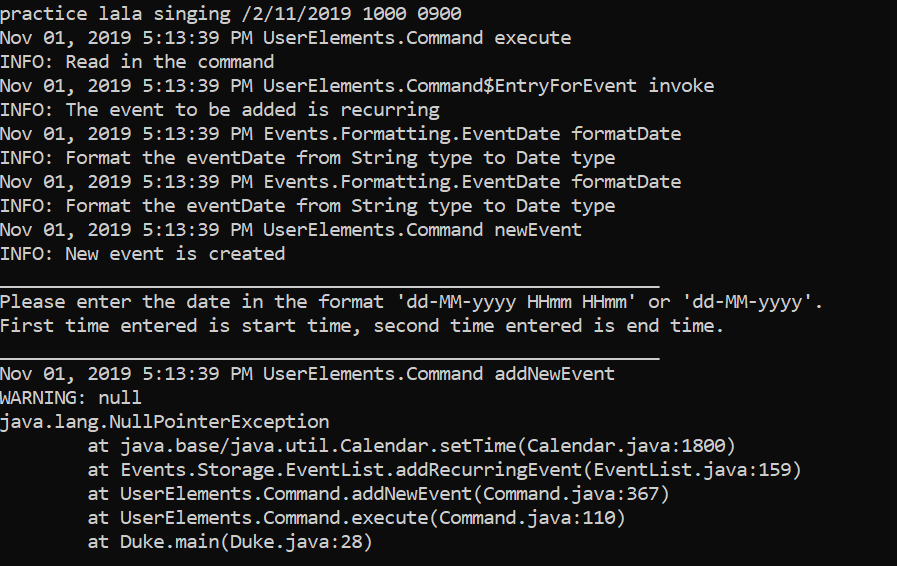 practice lala singing /2/11/2019 1000 0900
Nov 01, 2019 5:13:39 PM UserElements.Command execute
INFO: Read in the command
Nov 01, 2019 5:13:39 PM UserElements.Command$EntryForEvent invoke
INFO: The event to be added is recurring
Nov 01, 2019 5:13:39 PM Events.Formatting.EventDate formatDate
INFO: Format the eventDate from String type to Date type
Nov 01, 2019 5:13:39 PM Events.Formatting.EventDate formatDate
INFO: Format the eventDate from String type to Date type
Nov 01, 2019 5:13:39 PM UserElements.Command newEvent
INFO: New event is created
Please enter the date in the format 'dd-MM-yyyy HHmm HHmm' or 'dd-MM-yyyy'.
First time entered is start time, second time entered is end time.
Nov 01, 2019 5:13:39 PM UserElements.Command addNewEvent
WARNING: null
java.lang.NullPointerException
at java.base/java.util.Calendar.setTime(Calendar.java:1800)
at Events.Storage.EventList.addRecurringEvent(EventList.java:159)
at UserElements.Command.addNewEvent(Command.java:367)
at UserElements.Command.execute(Command.java:110)
at Duke.main(Duke.java:28)